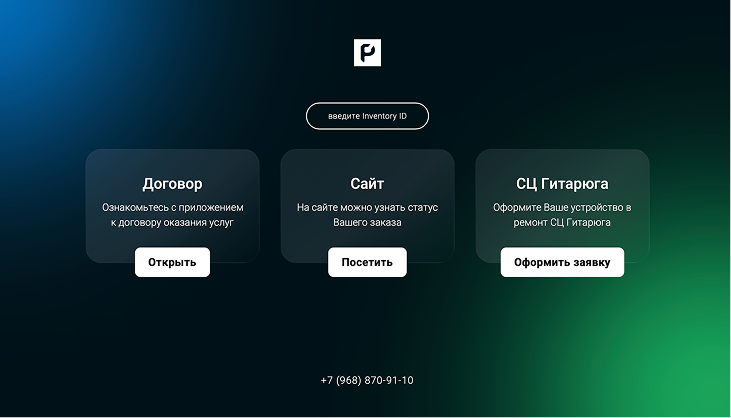 P
введите Inventory ID
Договор
Ознакомьтесь с приложением
к договору оказания услуг
Открыть
Сайт
На сайте можно узнать статус
Вашего заказа
Посетить
СЦ Гитарюга
Оформите Ваше устройство в
ремонт СЦ Гитарюга
Оформить заявку
+7 (968) 870-91-10